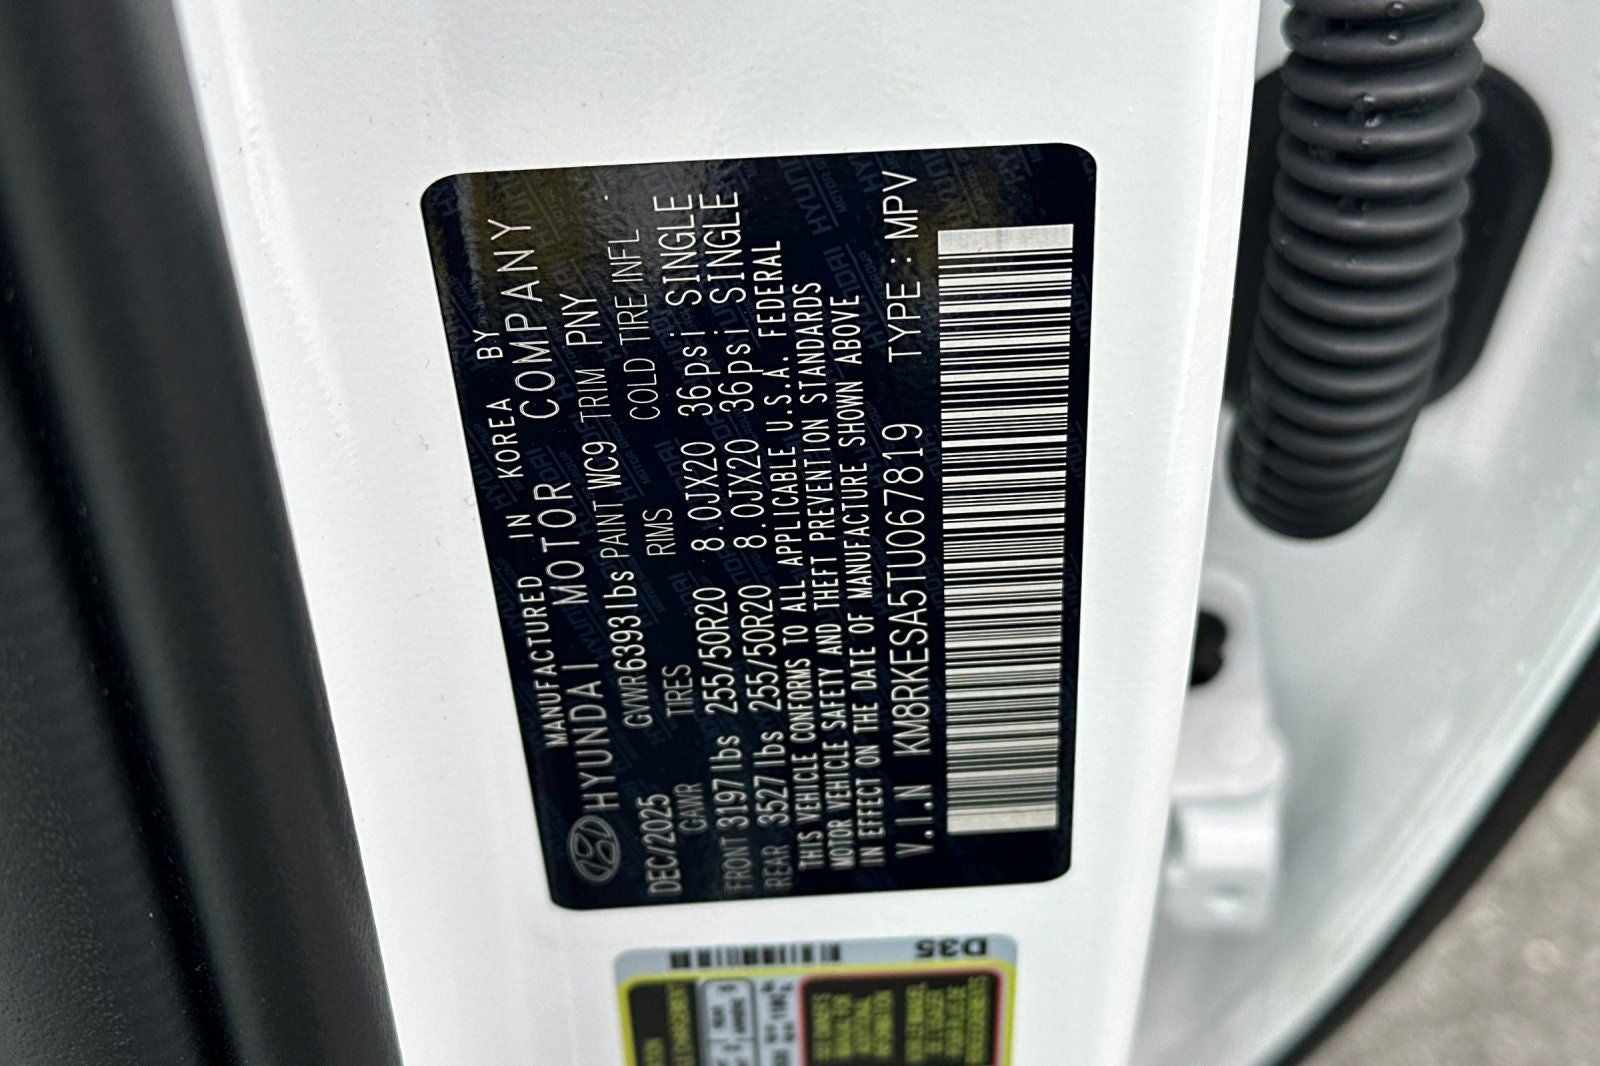 MANUFACTURED IN KOREA BY
HYUNDAI MOTOR COMPANY
DEC/2025 GVWR6393lbs PAINT WC9 TRIM PNY
GAWR TIRES RIMS COLD TIRE INFL
FRONT 3197lbs 255/50R20 8.0JX20 36psi SINGLE
REAR 3527lbs 255/50R20 8.0JX20 36psi SINGLE
THIS VEHICLE CONFORMS TO ALL APPLICABLE U.S.A. FEDERAL
MOTOR VEHICLE SAFETY AND THEFT PREVENTION STANDARDS
IN EFFECT ON THE DATE OF MANUFACTURE SHOWN ABOVE
V.I.N KM8RKESA5TU067819 TYPE : MPV
D35